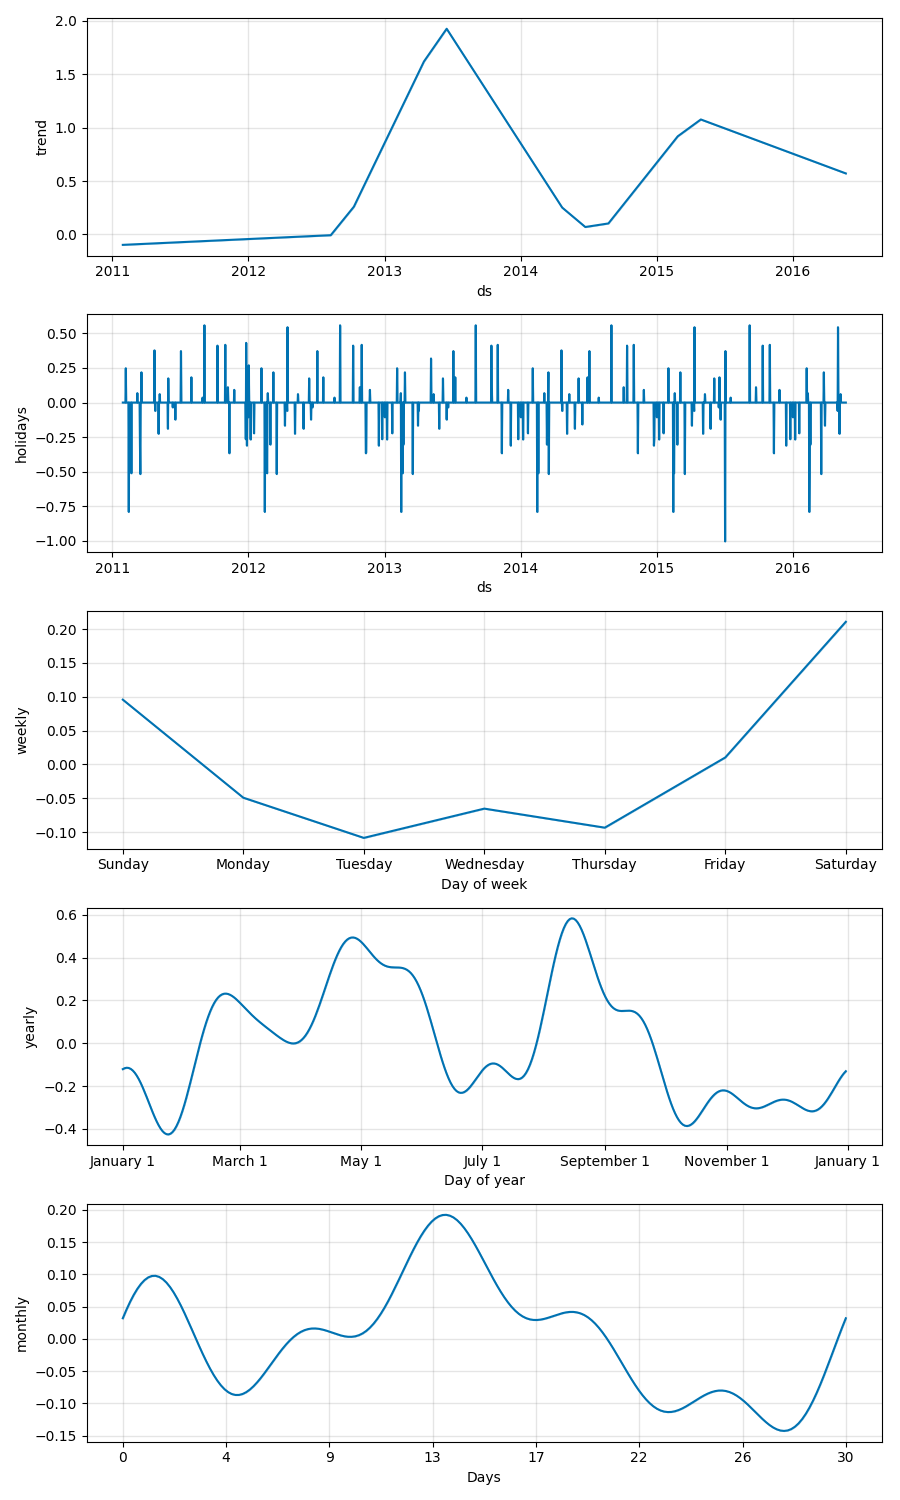 2.0
1.5
1.0
0.5
0.0
trend
2011 2012 2013 2014 2015 2016
ds
0.50
0.25
0.00
−0.25
−0.50
−0.75
−1.00
holidays
2011 2012 2013 2014 2015 2016
ds
0.20
0.15
0.10
0.05
0.00
−0.05
−0.10
weekly
Sunday Monday Tuesday Wednesday Thursday Friday Saturday
Day of week
0.6
0.4
0.2
0.0
−0.2
−0.4
yearly
January 1 March 1 May 1 July 1 September 1 November 1 January 1
Day of year
0.20
0.15
0.10
0.05
0.00
−0.05
−0.10
−0.15
monthly
0 4 9 13 17 22 26 30
Days